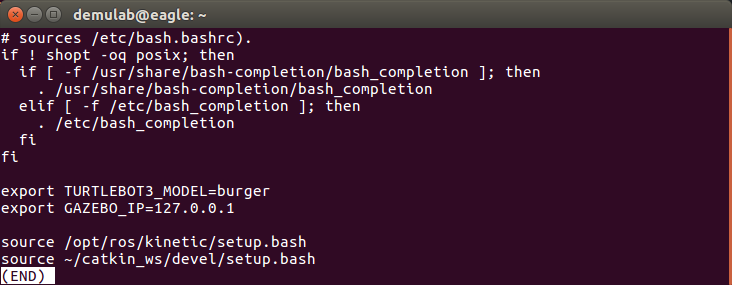 demulab@eagle: ~
# sources /etc/bash.bashrc).
if ! shopt -oq posix; then
  if [ -f /usr/share/bash-completion/bash_completion ]; then
    . /usr/share/bash-completion/bash_completion
  elif [ -f /etc/bash_completion ]; then
    . /etc/bash_completion
  fi
fi

export TURTLEBOT3_MODEL=burger
export GAZEBO_IP=127.0.0.1

source /opt/ros/kinetic/setup.bash
source ~/catkin_ws/devel/setup.bash
(END)